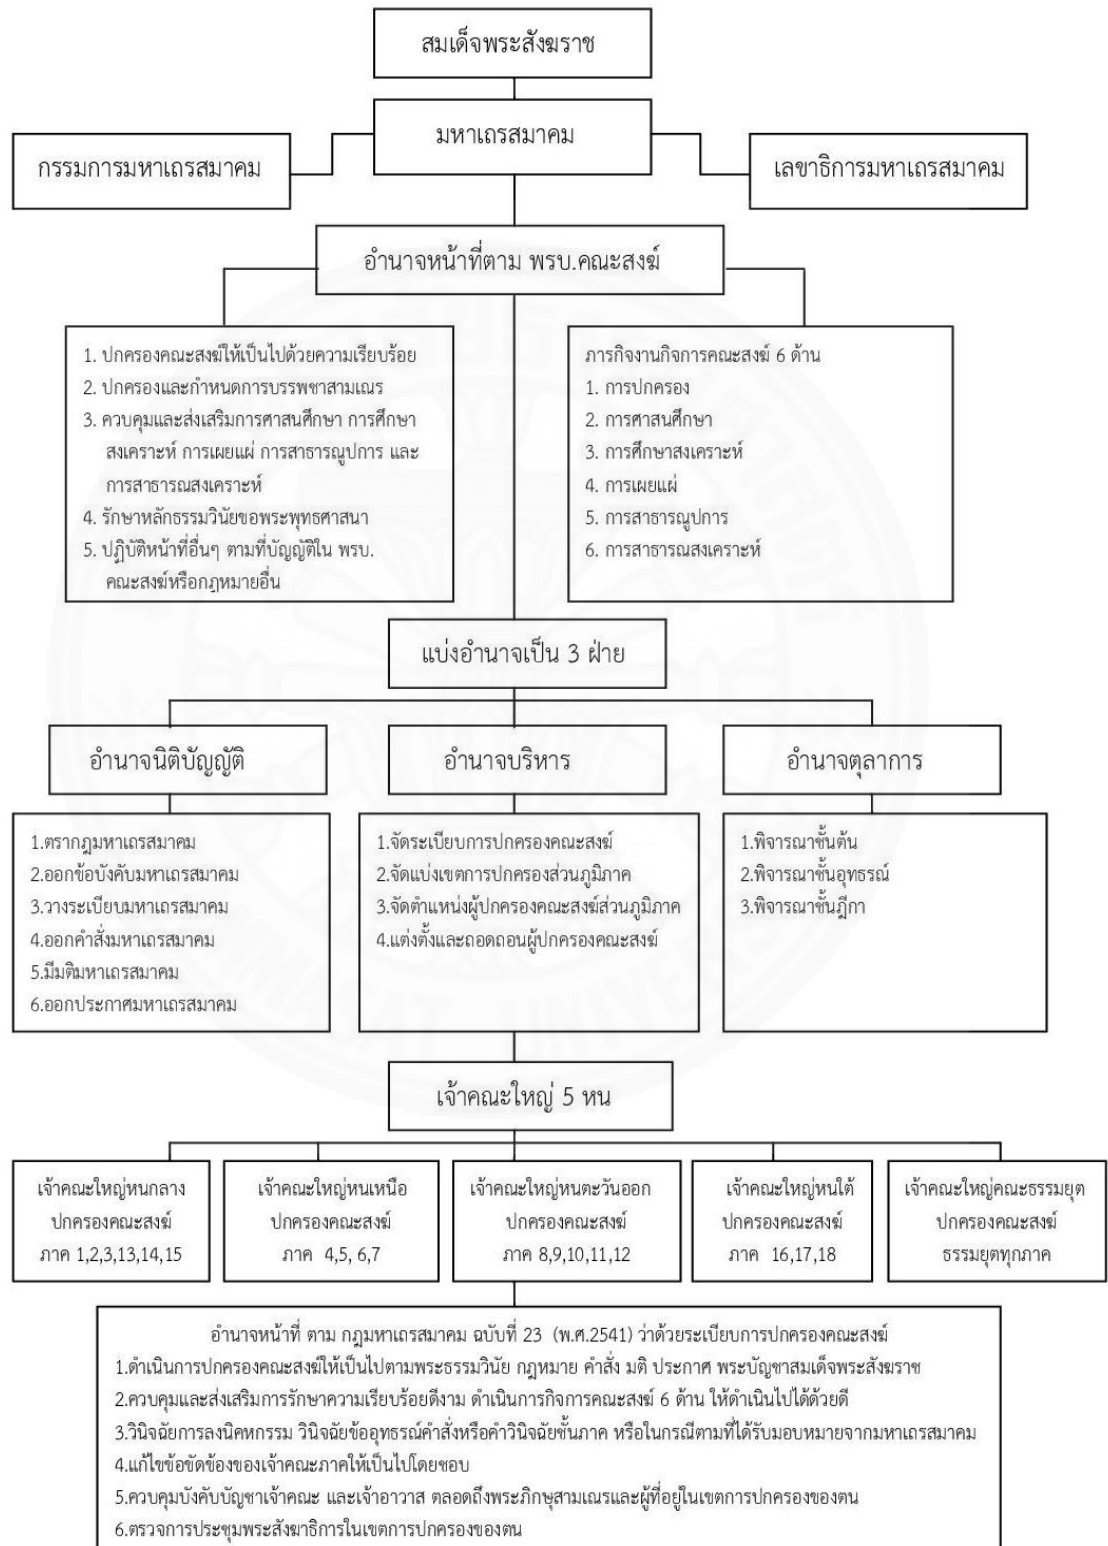 สมเด็จพระสังฆราช
มหาเถรสมาคม
กรรมการมหาเถรสมาคม
เลขาธิการมหาเถรสมาคม
อำนาจหน้าที่ตาม พรบ.คณะสงฆ์
1. ปกครองคณะสงฆ์ให้เป็นไปด้วยความเรียบร้อย
2. ปกครองและกำหนดการบรรพชาสามเณร
3. ควบคุมและส่งเสริมการศาสนศึกษา การศึกษา
สงเคราะห์ การเผยแผ่ การสาธารณูปการ และ
การสาธารณสงเคราะห์
4. รักษาหลักธรรมวินัยขอพระพุทธศาสนา
5. ปฏิบัติหน้าที่อื่นๆ ตามที่บัญญัติใน พรบ.
คณะสงฆ์หรือกฎหมายอื่น
ภารกิจงานกิจการคณะสงฆ์ 6 ด้าน
1. การปกครอง
2. การศาสนศึกษา
3. การศึกษาสงเคราะห์
4. การเผยแผ่
5. การสาธารณูปการ
6. การสาธารณสงเคราะห์
แบ่งอำนาจเป็น 3 ฝ่าย
อำนาจนิติบัญญัติ
อำนาจบริหาร
อำนาจตุลาการ
1.ตรากฎมหาเถรสมาคม
2.ออกข้อบังคับมหาเถรสมาคม
3.วางระเบียบมหาเถรสมาคม
4.ออกคำสั่งมหาเถรสมาคม
5.มีมติมหาเถรสมาคม
6.ออกประกาศมหาเถรสมาคม
1.จัดระเบียบการปกครองคณะสงฆ์
2.จัดแบ่งเขตการปกครองส่วนภูมิภาค
3.จัดตำแหน่งผู้ปกครองคณะสงฆ์ส่วนภูมิภาค
4.แต่งตั้งและถอดถอนผู้ปกครองคณะสงฆ์
1.พิจารณาชั้นต้น
2.พิจารณาชั้นอุทธรณ์
3.พิจารณาชั้นฎีกา
เจ้าคณะใหญ่ 5 หน
เจ้าคณะใหญ่หนกลาง
ปกครองคณะสงฆ์
ภาค 1,2,3,13,14,15
เจ้าคณะใหญ่หนเหนือ
ปกครองคณะสงฆ์
ภาค 4,5, 6,7
เจ้าคณะใหญ่หนตะวันออก
ปกครองคณะสงฆ์
ภาค 8,9,10,11,12
เจ้าคณะใหญ่หนใต้
ปกครองคณะสงฆ์
ภาค 16,17,18
เจ้าคณะใหญ่คณะธรรมยุต
ปกครองคณะสงฆ์
ธรรมยุตทุกภาค
อำนาจหน้าที่ ตาม กฎมหาเถรสมาคม ฉบับที่ 23 (พ.ศ.2541) ว่าด้วยระเบียบการปกครองคณะสงฆ์
1.ดำเนินการปกครองคณะสงฆ์ให้เป็นไปตามพระธรรมวินัย กฎหมาย คำสั่ง มติ ประกาศ พระบัญชาสมเด็จพระสังฆราช
2.ควบคุมและส่งเสริมการรักษาความเรียบร้อยดีงาม ดำเนินการกิจการคณะสงฆ์ 6 ด้าน ให้ดำเนินไปได้ด้วยดี
3.วินิจฉัยการลงนิคหกรรม วินิจฉัยข้ออุทธรณ์คำสั่งหรือคำวินิจฉัยชั้นภาค หรือในกรณีตามที่ได้รับมอบหมายจากมหาเถรสมาคม
4.แก้ไขข้อขัดข้องของเจ้าคณะภาคให้เป็นไปโดยชอบ
5.ควบคุมบังคับบัญชาเจ้าคณะ และเจ้าอาวาส ตลอดถึงพระภิกษุสามเณรและผู้ที่อยู่ในเขตการปกครองของตน
6.ตรวจการประชุมพระสังฆาธิการในเขตการปกครองของตน